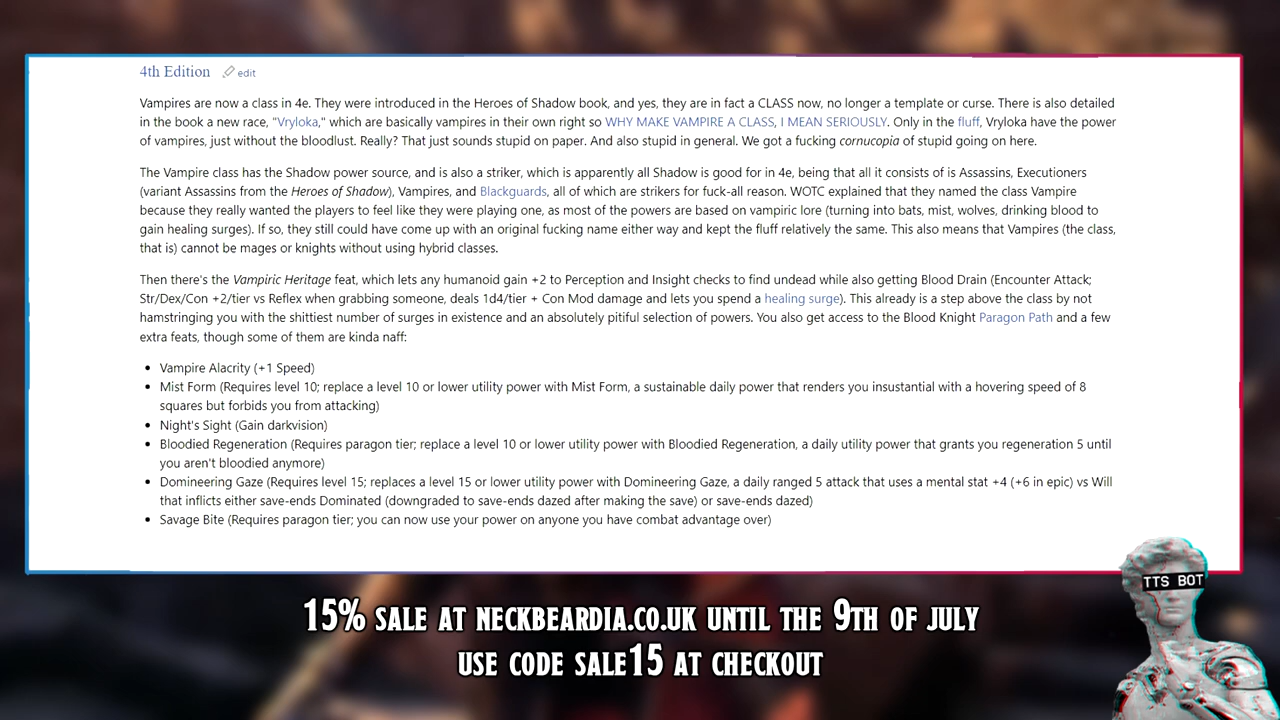 4th Edition edit
Vampires are now a class in 4e. They were introduced in the Heroes of Shadow book, and yes, they are in fact a CLASS now, no longer a template or curse. There is also detailed
in the book a new race, "Vryloka," which are basically vampires in their own right so WHY MAKE VAMPIRE A CLASS, I MEAN SERIOUSLY. Only in the fluff, Vryloka have the power
of vampires, just without the bloodlust. Really? That just sounds stupid on paper. And also stupid in general. We got a fucking cornucopia of stupid going on here.
The Vampire class has the Shadow power source, and is also a striker, which is apparently all Shadow is good for in 4e, being that all it consists of is Assassins, Executioners
(variant Assassins from the Heroes of Shadow), Vampires, and Blackguards, all of which are strikers for fuck-all reason. WOTC explained that they named the class Vampire
because they really wanted the players to feel like they were playing one, as most of the powers are based on vampiric lore (turning into bats, mist, wolves, drinking blood to
gain healing surges). If so, they still could have come up with an original fucking name either way and kept the fluff relatively the same. This also means that Vampires (the class,
that is) cannot be mages or knights without using hybrid classes.
Then there's the Vampiric Heritage feat, which lets any humanoid gain +2 to Perception and Insight checks to find undead while also getting Blood Drain (Encounter Attack;
Str/Dex/Con +2/tier vs Reflex when grabbing someone, deals 1d4/tier + Con Mod damage and lets you spend a healing surge). This already is a step above the class by not
hamstringing you with the shittiest number of surges in existence and an absolutely pitiful selection of powers. You also get access to the Blood Knight Paragon Path and a few
extra feats, though some of them are kinda naff:
• Vampire Alacrity (+1 Speed)
• Mist Form (Requires level 10; replace a level 10 or lower utility power with Mist Form, a sustainable daily power that renders you insustantial with a hovering speed of 8
squares but forbids you from attacking)
• Night's Sight (Gain darkvision)
• Bloodied Regeneration (Requires paragon tier; replace a level 10 or lower utility power with Bloodied Regeneration, a daily utility power that grants you regeneration 5 until
you aren't bloodied anymore)
• Domineering Gaze (Requires level 15; replaces a level 15 or lower utility power with Domineering Gaze, a daily ranged 5 attack that uses a mental stat +4 (+6 in epic) vs Will
that inflicts either save-ends Dominated (downgraded to save-ends dazed after making the save) or save-ends dazed)
• Savage Bite (Requires paragon tier; you can now use your power on anyone you have combat advantage over)
TTS BOT
15% SALE AT NECKBEARDIA.CO.UK UNTIL THE 9TH OF JULY
USE CODE SALE15 AT CHECKOUT